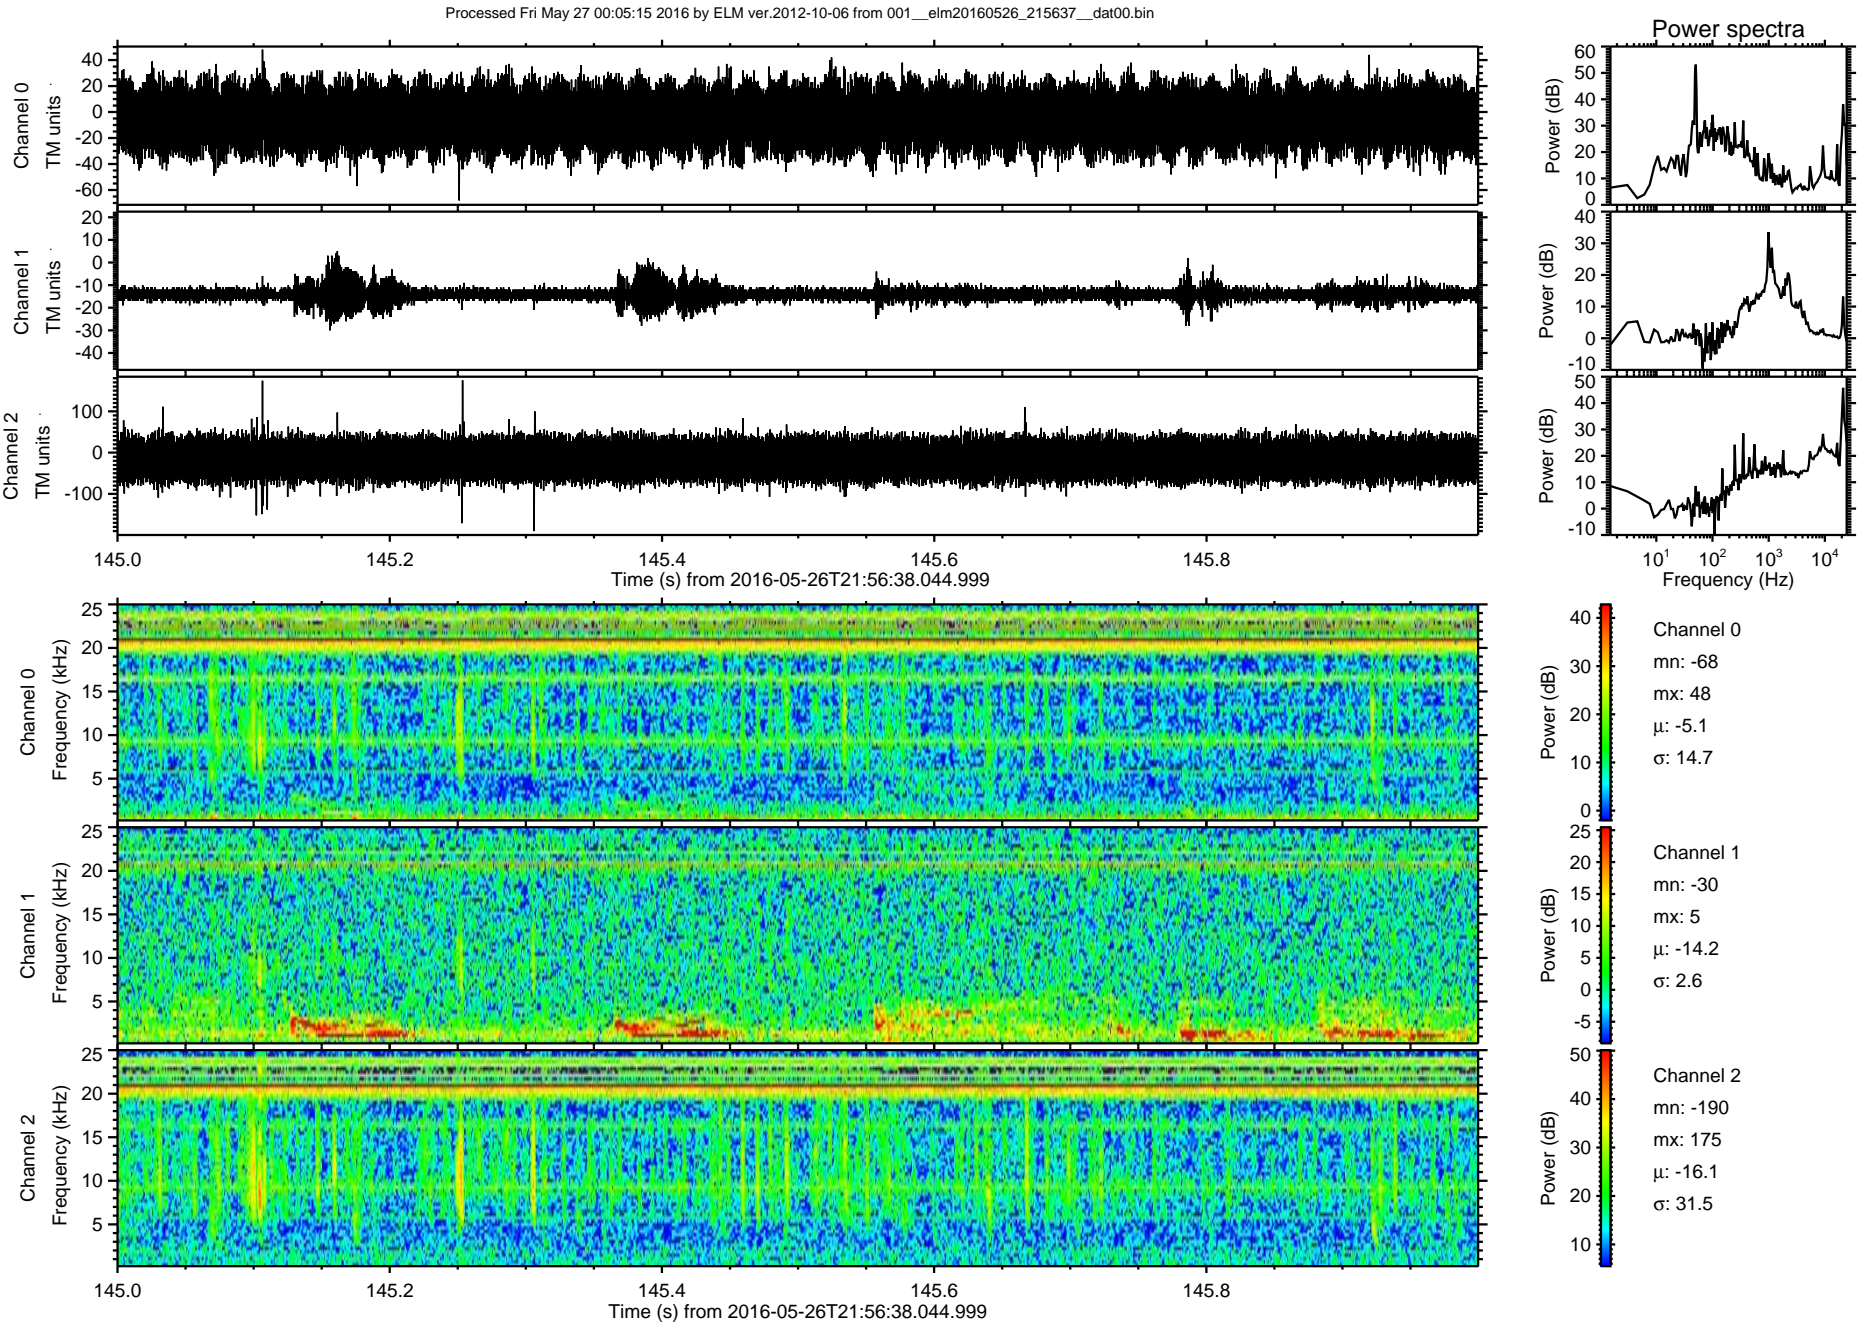 Processed Fri May 27 00:05:15 2016 by ELM ver.2012-10-06 from 001__elm20160526_215637__dat00.bin
Power spectra
Channel 0
TM units
40
20
0
-20
-40
-60
Power (dB)
60
50
40
30
20
10
0
Channel 1
TM units
20
10
0
-10
-20
-30
-40
Power (dB)
40
30
20
10
0
-10
Channel 2
TM units
100
0
-100
Power (dB)
50
40
30
20
10
0
-10
145.0 145.2 145.4 145.6 145.8
Time (s) from 2016-05-26T21:56:38.044.999
10^1 10^2 10^3 10^4
Frequency (Hz)
Channel 0
Frequency (kHz)
25
20
15
10
5
Power (dB)
40
30
20
10
0
Channel 0
mn: -68
mx: 48
μ: -5.1
σ: 14.7
Channel 1
Frequency (kHz)
25
20
15
10
5
Power (dB)
25
20
15
10
5
0
-5
Channel 1
mn: -30
mx: 5
μ: -14.2
σ: 2.6
Channel 2
Frequency (kHz)
25
20
15
10
5
Power (dB)
50
40
30
20
10
Channel 2
mn: -190
mx: 175
μ: -16.1
σ: 31.5
145.0 145.2 145.4 145.6 145.8
Time (s) from 2016-05-26T21:56:38.044.999